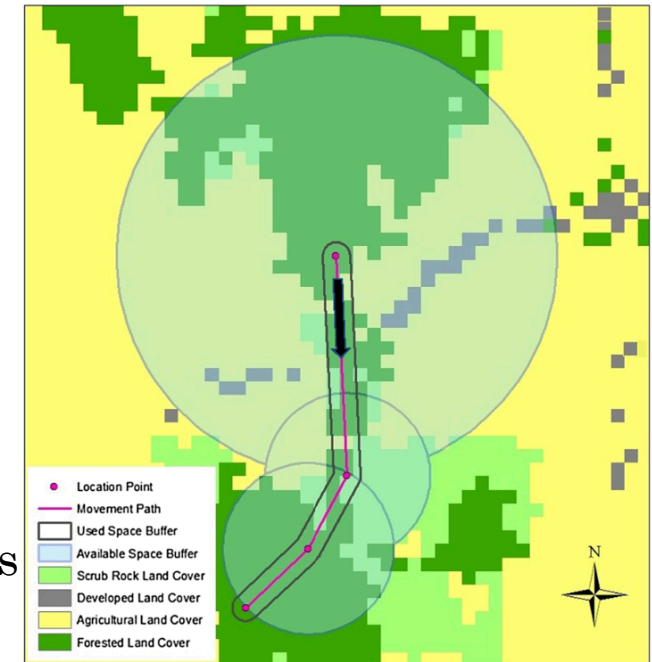 N
s
Location Point
Movement Path
Used Space Buffer
Available Space Buffer
Scrub Rock Land Cover
Developed Land Cover
Agricultural Land Cover
Forested Land Cover